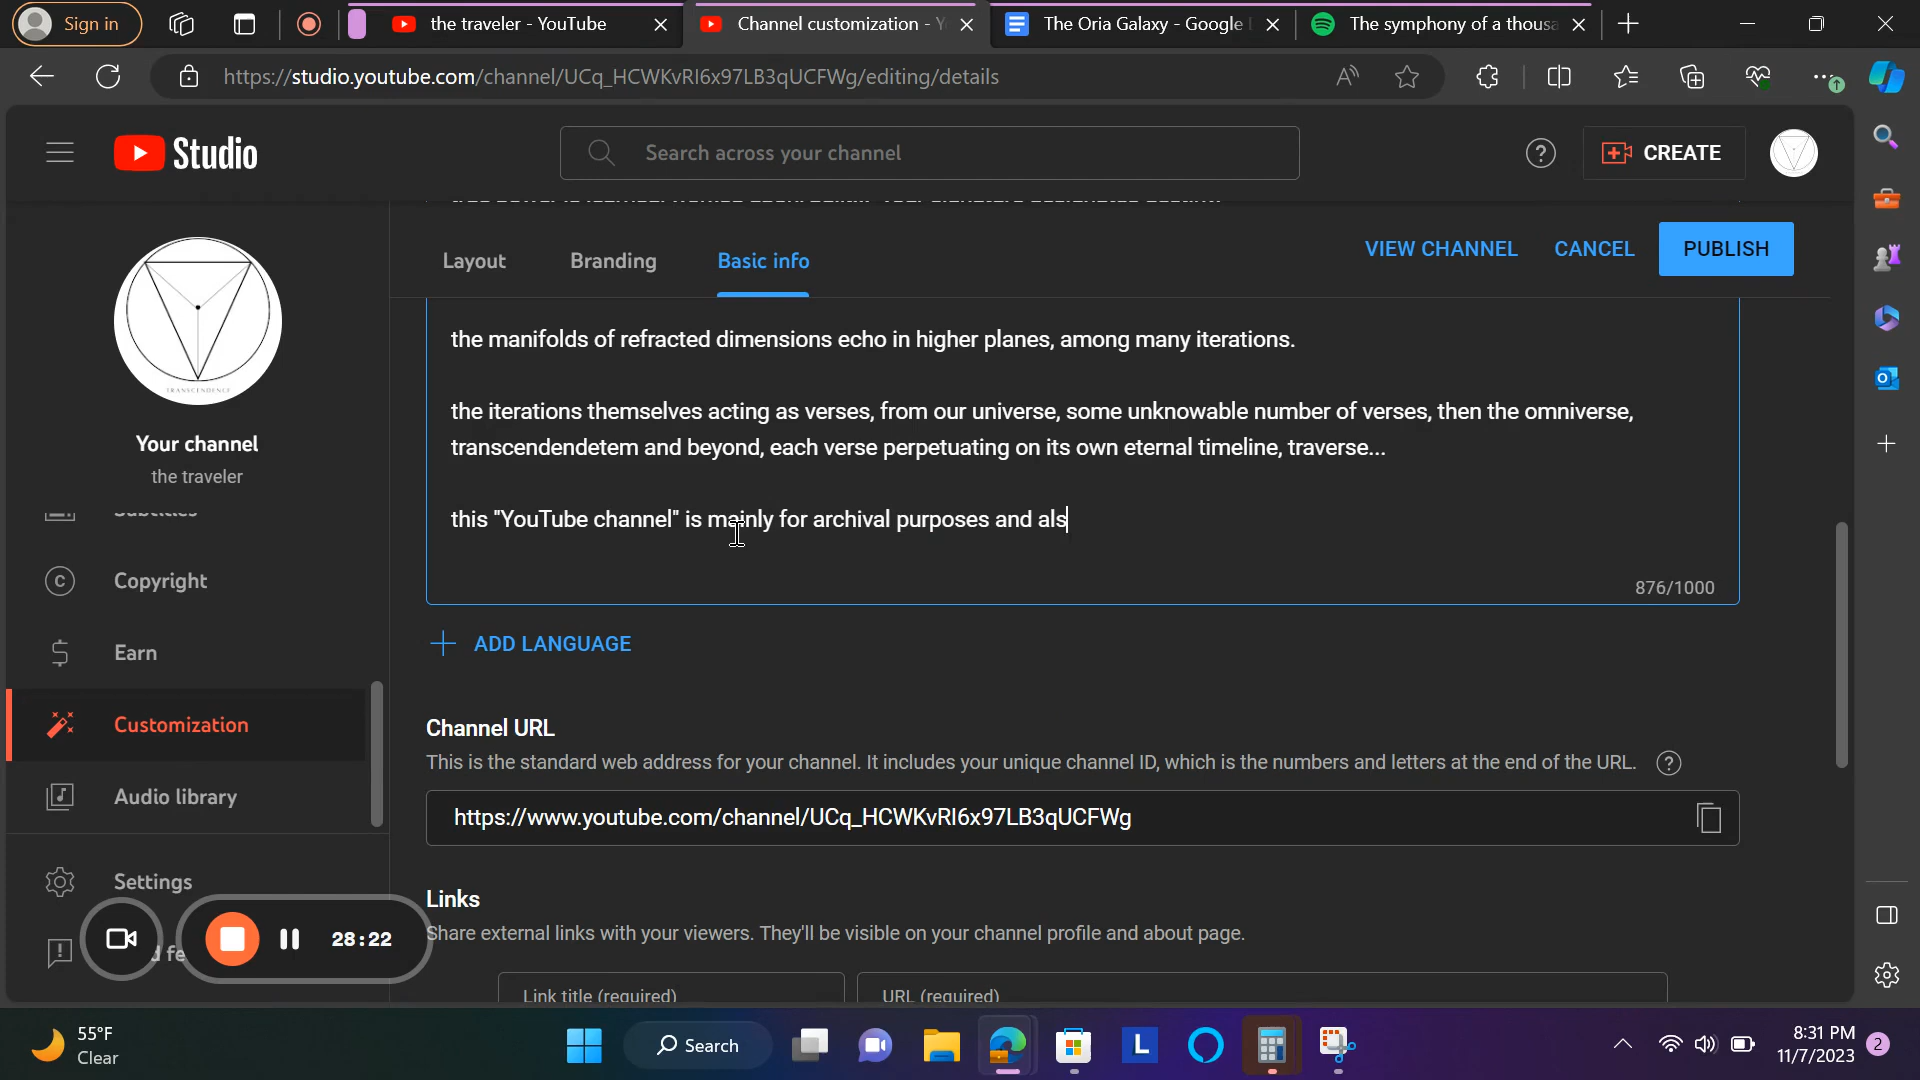 Sign in
the traveler - YouTube
Channel customization - Y
The Oria Galaxy - Google
The symphony of a thousa
https://studio.youtube.com/channel/UCq_HCWKvRI6x97LB3qUCFWg/editing/details
Studio
Search across your channel
CREATE
Layout
Branding
Basic info
VIEW CHANNEL
CANCEL
PUBLISH
TRANSCENDENCE
Your channel
the traveler
Subtitles
Copyright
Earn
Customization
Audio library
Settings
d fe
28:22
the manifolds of refracted dimensions echo in higher planes, among many iterations.
the iterations themselves acting as verses, from our universe, some unknowable number of verses, then the omniverse,
transcendendetem and beyond, each verse perpetuating on its own eternal timeline, traverse...
this "YouTube channel" is mainly for archival purposes and als
876/1000
ADD LANGUAGE
Channel URL
This is the standard web address for your channel. It includes your unique channel ID, which is the numbers and letters at the end of the URL.
https://www.youtube.com/channel/UCq_HCWKvRI6x97LB3qUCFWg
Links
Share external links with your viewers. They'll be visible on your channel profile and about page.
Link title (required)
URL (required)
55°F
Clear
Search
L
8:31 PM
11/7/2023
2